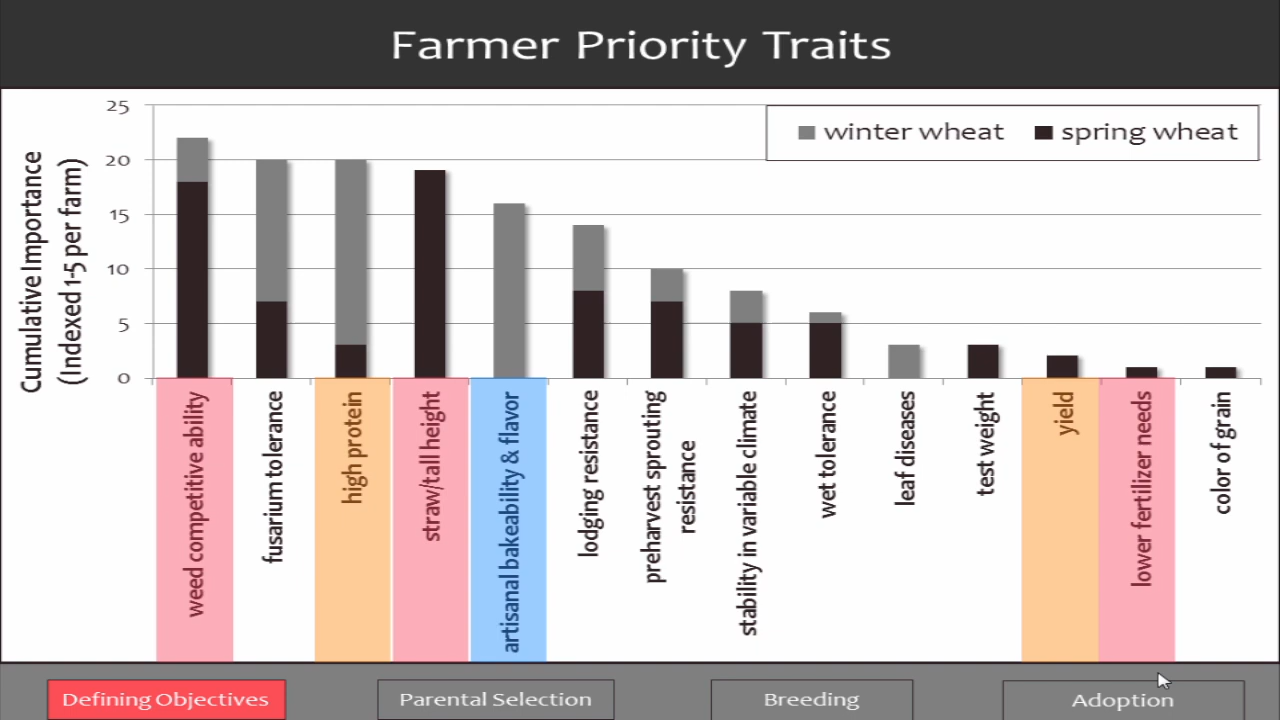 Farmer Priority Traits
Cumulative Importance
(Indexed 1-5 per farm)
25
20
15
10
5
0
winter wheat
spring wheat
weed competitive ability
fusarium tolerance
high protein
straw/tall height
artisanal bakeability & flavor
lodging resistance
preharvest sprouting
resistance
stability in variable climate
wet tolerance
leaf diseases
test weight
yield
lower fertilizer needs
color of grain
Defining Objectives
Parental Selection
Breeding
Adoption